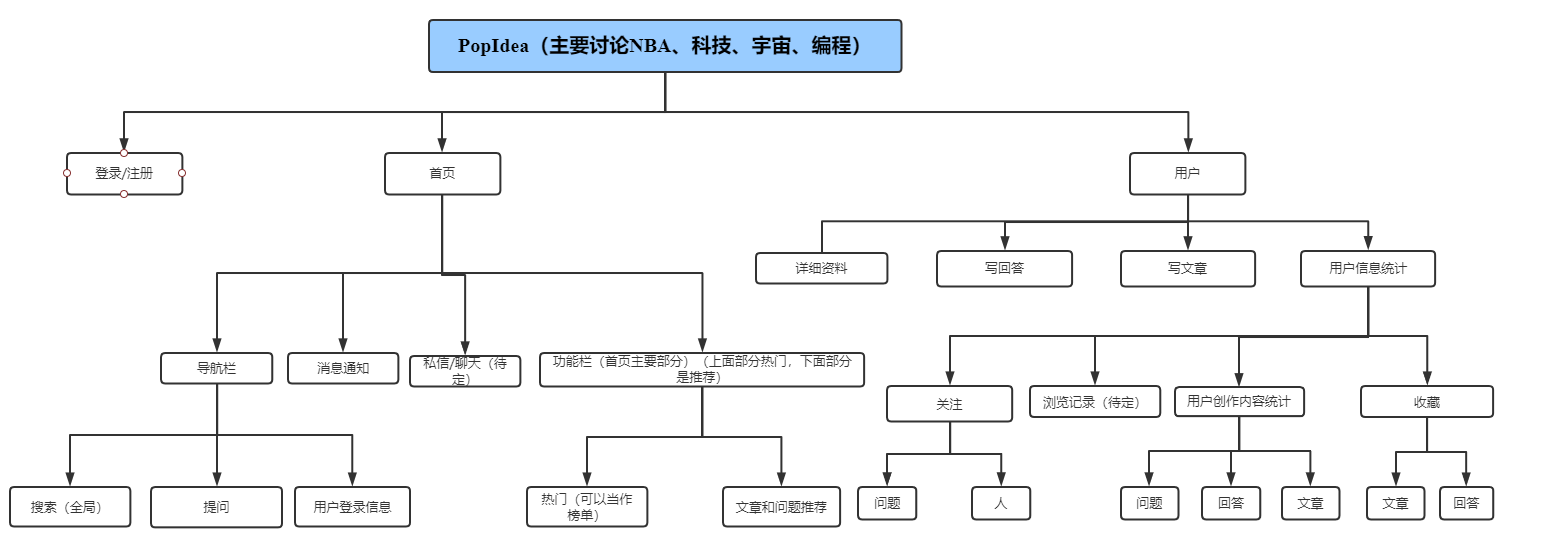 PopIdea（主要讨论NBA、科技、宇宙、编程）
登录/注册
首页
用户
详细资料
写回答
写文章
用户信息统计
导航栏
消息通知
私信/聊天（待
定）
功能栏（首页主要部分）（上面部分热门，下面部分
是推荐）
关注
浏览记录（待定）
用户创作内容统计
收藏
搜索（全局）
提问
用户登录信息
热门（可以当作
榜单）
文章和问题推荐
问题
人
问题
回答
文章
文章
回答